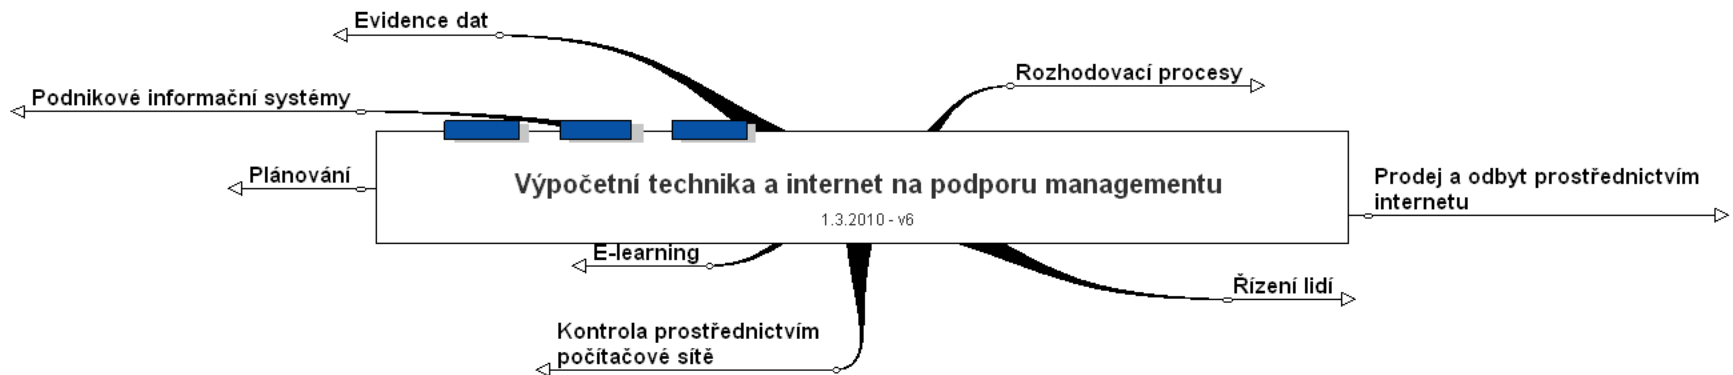 Evidence dat
Rozhodovací procesy
Podnikové informační systémy
Plánování
Výpočetní technika a internet na podporu managementu
1.3.2010 - v6
Prodej a odbyt prostřednictvím
internetu
E-learning
Řízení lidí
Kontrola prostřednictvím
počítačové sítě